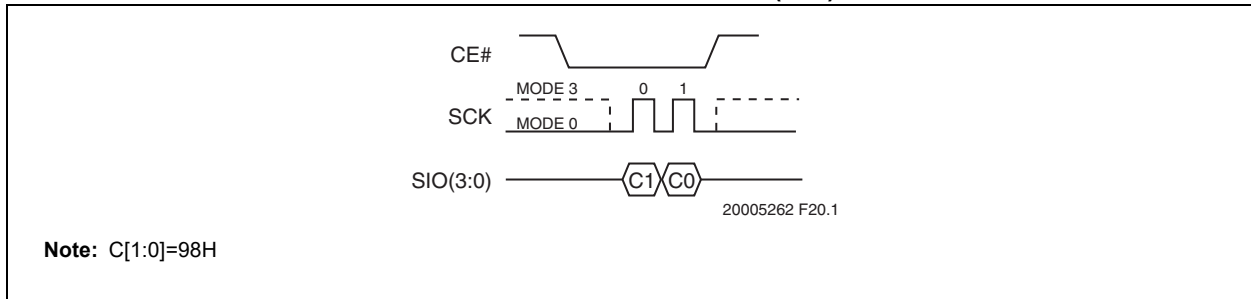 CE#
MODE 3 0 1
SCK
MODE 0
SIO(3:0) C1 C0
20005262 F20.1
Note: C[1:0]=98H